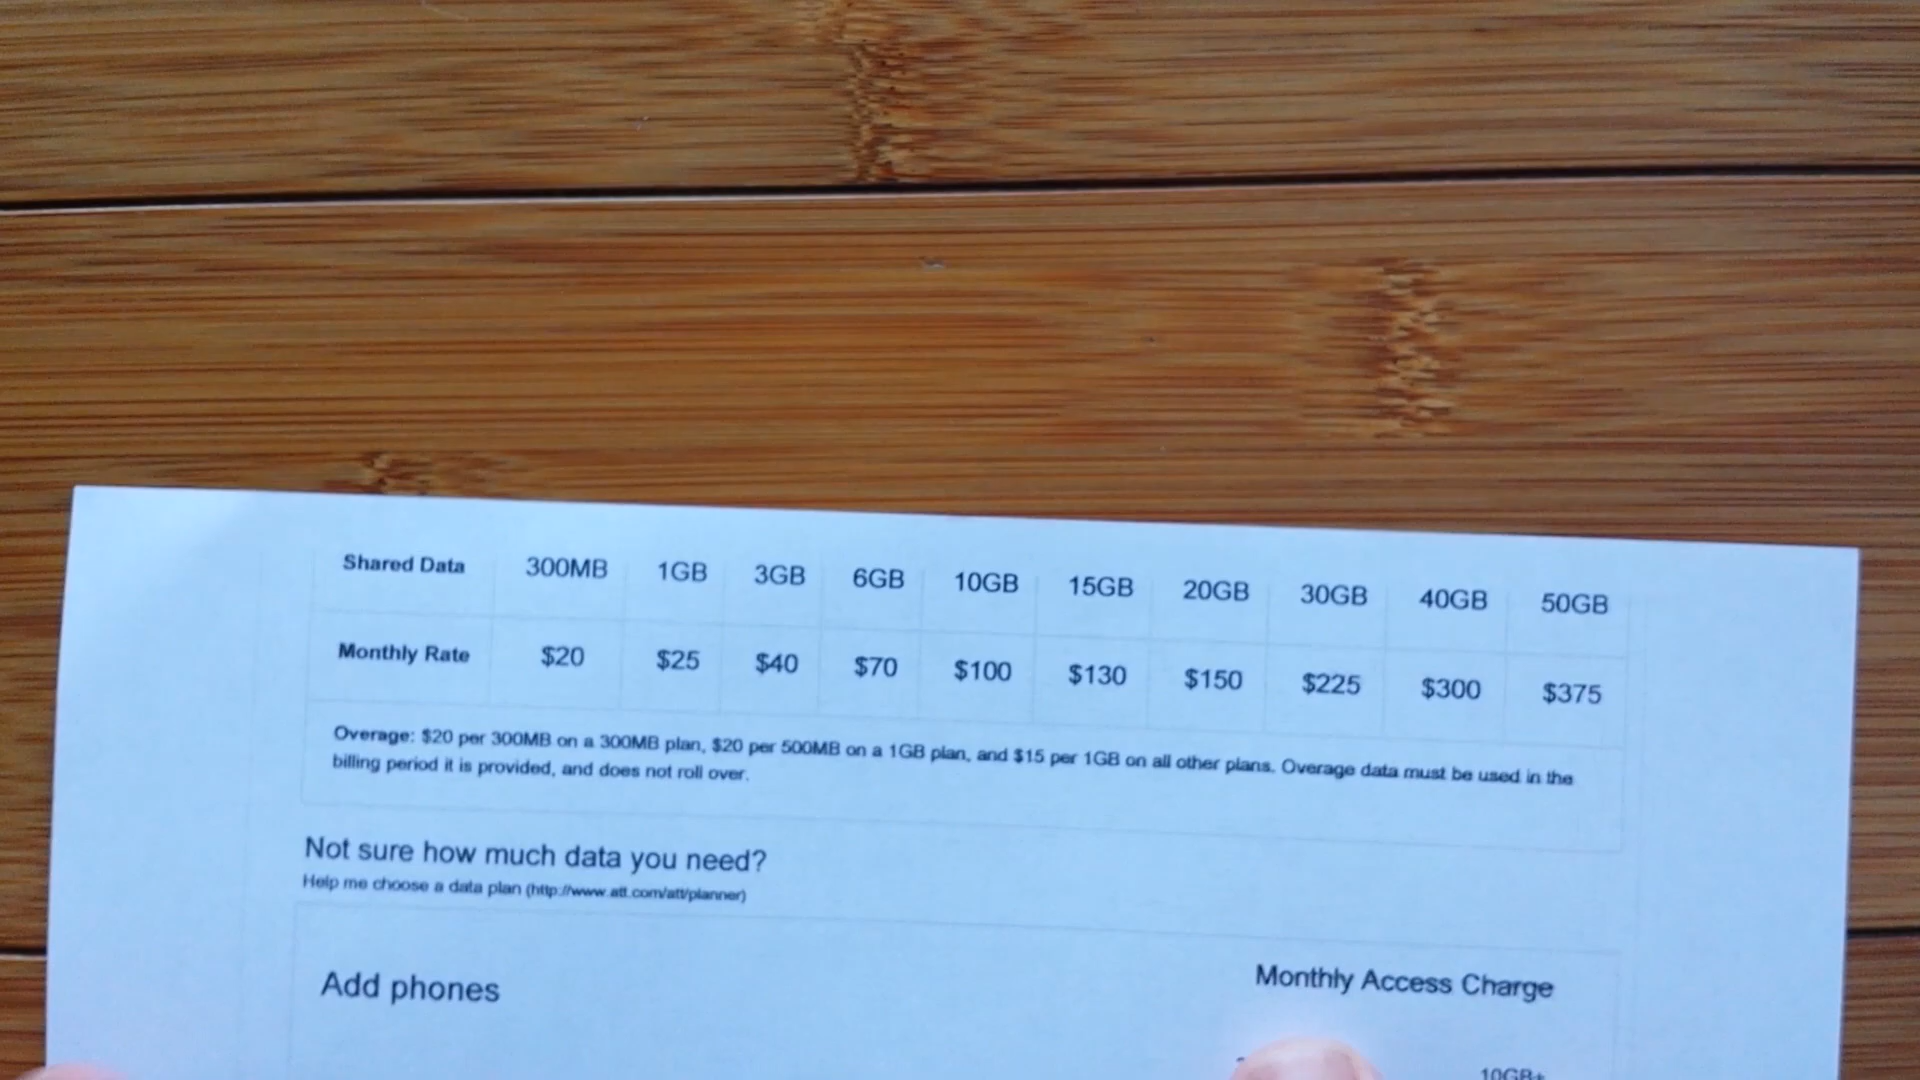 Shared Data 300MB 1GB 3GB 6GB 10GB 15GB 20GB 30GB 40GB 50GB
Monthly Rate $20 $25 $40 $70 $100 $130 $150 $225 $300 $375
Overage: $20 per 300MB on a 300MB plan, $20 per 500MB on a 1GB plan, and $15 per 1GB on all other plans. Overage data must be used in the
billing period it is provided, and does not roll over.
Not sure how much data you need?
Help me choose a data plan (http://www.att.com/att/planner)
Add phones Monthly Access Charge
10GB+